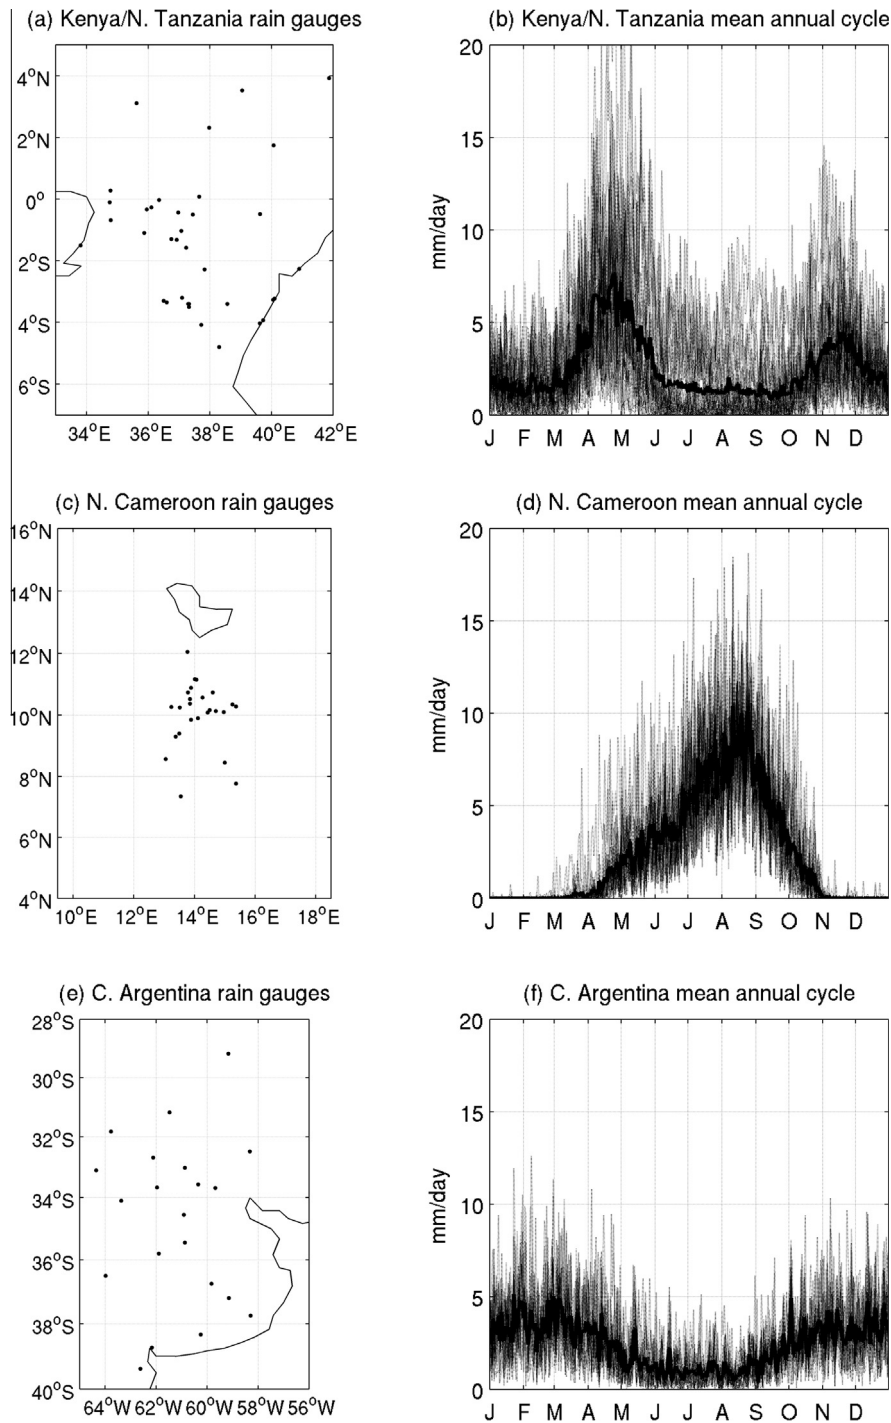 (a) Kenya/N. Tanzania rain gauges
4°N
2°N
0°
2°S
4°S
6°S
34°E 36°E 38°E 40°E 42°E
(b) Kenya/N. Tanzania mean annual cycle
20
15
10
5
0
mm/day
J F M A M J J A S O N D
(c) N. Cameroon rain gauges
16°N
14°N
12°N
10°N
8°N
6°N
4°N
10°E 12°E 14°E 16°E 18°E
(d) N. Cameroon mean annual cycle
20
15
10
5
0
mm/day
J F M A M J J A S O N D
(e) C. Argentina rain gauges
28°S
30°S
32°S
34°S
36°S
38°S
40°S
64°W 62°W 60°W 58°W 56°W
(f) C. Argentina mean annual cycle
20
15
10
5
0
mm/day
J F M A M J J A S O N D